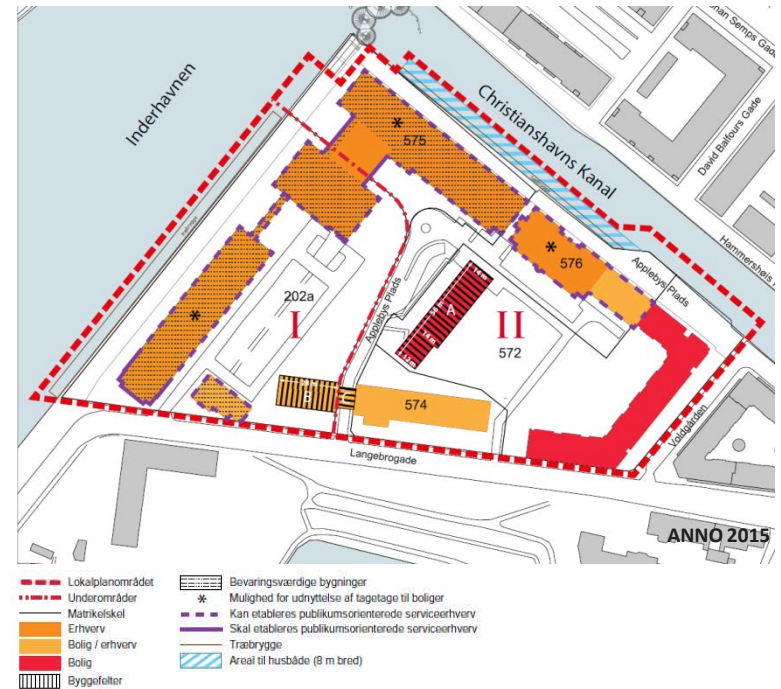 Inderhavnen
Christianshavns Kanal
David Balfours Gade
Applebys Plads
Applebys Plads
Voldgården
Langebrogade
*
575
*
576
*
202a
I
II
572
574
A
B
C
ANNO 2015
Lokalplanområdet
Underområder
Matrikelskel
Erhverv
Bolig / erhverv
Bolig
Byggefelter
Bevaringsværdige bygninger
* Mulighed for udnyttelse af tagetage til boliger
Kan etableres publikumsorienterede serviceerhverv
Skal etableres publikumsorienterede serviceerhverv
Træbrygge
Areal til husbåde (8 m bred)